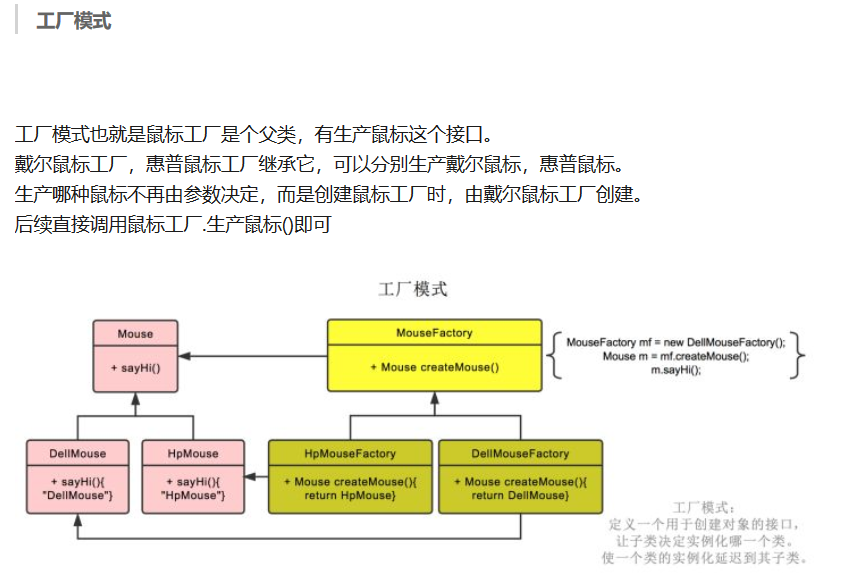 工厂模式
工厂模式也就是鼠标工厂是个父类，有生产鼠标这个接口。
戴尔鼠标工厂，惠普鼠标工厂继承它，可以分别生产戴尔鼠标，惠普鼠标。
生产哪种鼠标不再由参数决定，而是创建鼠标工厂时，由戴尔鼠标工厂创建。
后续直接调用鼠标工厂.生产鼠标()即可
工厂模式
Mouse
+ sayHi()
MouseFactory
+ Mouse createMouse()
MouseFactory mf = new DellMouseFactory();
Mouse m = mf.createMouse();
m.sayHi();
DellMouse
+ sayHi(){
"DellMouse"}
HpMouse
+ sayHi(){
"HpMouse"}
HpMouseFactory
+ Mouse createMouse(){
return HpMouse}
DellMouseFactory
+ Mouse createMouse(){
return DellMouse}
工厂模式：
定义一个用于创建对象的接口，
让子类决定实例化哪一个类。
使一个类的实例化延迟到其子类。